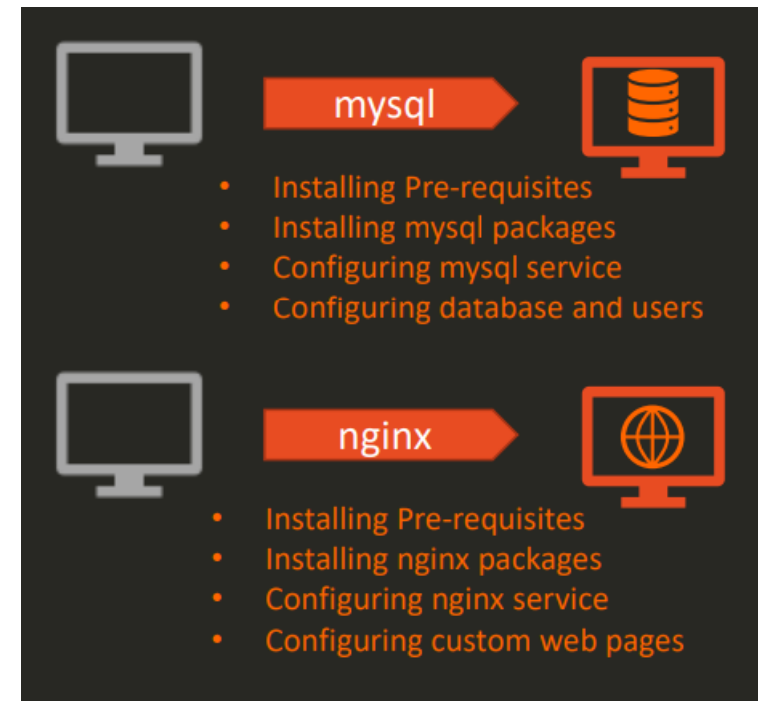 mysql
• Installing Pre-requisites
• Installing mysql packages
• Configuring mysql service
• Configuring database and users
nginx
• Installing Pre-requisites
• Installing nginx packages
• Configuring nginx service
• Configuring custom web pages